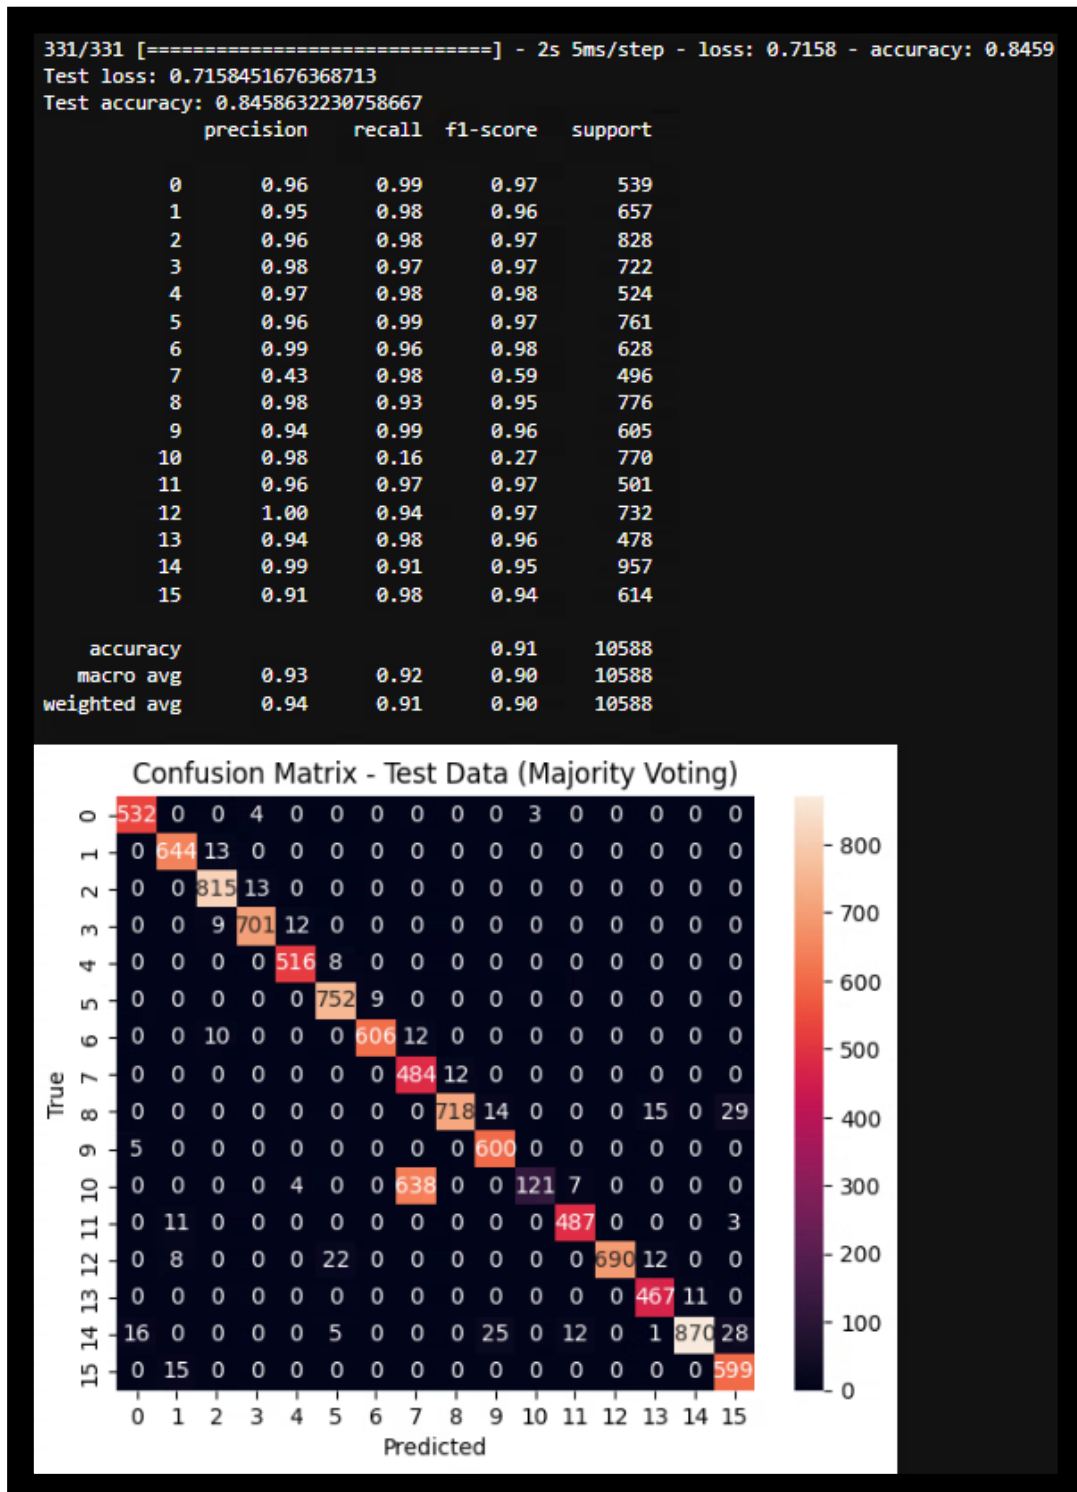 331/331 [==============================] - 2s 5ms/step - loss: 0.7158 - accuracy: 0.8459
Test loss: 0.7158451676368713
Test accuracy: 0.8458632230758667
precision recall f1-score support
0 0.96 0.99 0.97 539
1 0.95 0.98 0.96 657
2 0.96 0.98 0.97 828
3 0.98 0.97 0.97 722
4 0.97 0.98 0.98 524
5 0.96 0.99 0.97 761
6 0.99 0.96 0.98 628
7 0.43 0.98 0.59 496
8 0.98 0.93 0.95 776
9 0.94 0.99 0.96 605
10 0.98 0.16 0.27 770
11 0.96 0.97 0.97 501
12 1.00 0.94 0.97 732
13 0.94 0.98 0.96 478
14 0.99 0.91 0.95 957
15 0.91 0.98 0.94 614
accuracy 0.91 10588
macro avg 0.93 0.92 0.90 10588
weighted avg 0.94 0.91 0.90 10588
Confusion Matrix - Test Data (Majority Voting)
0 532 0 0 4 0 0 0 0 0 0 3 0 0 0 0 0
1 0 644 13 0 0 0 0 0 0 0 0 0 0 0 0 0
2 0 0 815 13 0 0 0 0 0 0 0 0 0 0 0 0
3 0 0 9 701 12 0 0 0 0 0 0 0 0 0 0 0
4 0 0 0 0 516 8 0 0 0 0 0 0 0 0 0 0
5 0 0 0 0 0 752 9 0 0 0 0 0 0 0 0 0
6 0 0 10 0 0 0 606 12 0 0 0 0 0 0 0 0
7 0 0 0 0 0 0 0 484 12 0 0 0 0 0 0 0
8 0 0 0 0 0 0 0 0 718 14 0 0 0 15 0 29
9 5 0 0 0 0 0 0 0 0 600 0 0 0 0 0 0
10 0 0 0 0 4 0 0 638 0 0 121 7 0 0 0 0
11 0 11 0 0 0 0 0 0 0 0 0 487 0 0 0 3
12 0 8 0 0 0 22 0 0 0 0 0 0 690 12 0 0
13 0 0 0 0 0 0 0 0 0 0 0 0 0 467 11 0
14 16 0 0 0 0 5 0 0 0 25 0 12 0 1 870 28
15 0 15 0 0 0 0 0 0 0 0 0 0 0 0 0 599
0 1 2 3 4 5 6 7 8 9 10 11 12 13 14 15
Predicted
True
800
700
600
500
400
300
200
100
0